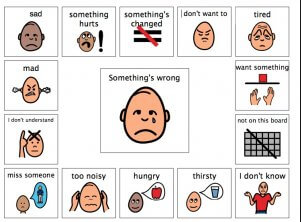 sad
something
hurts
something's
changed
I don't want to
tired
mad
Something's wrong
want something
I don't understand
not on this board
miss someone
too noisy
hungry
thirsty
I don't know